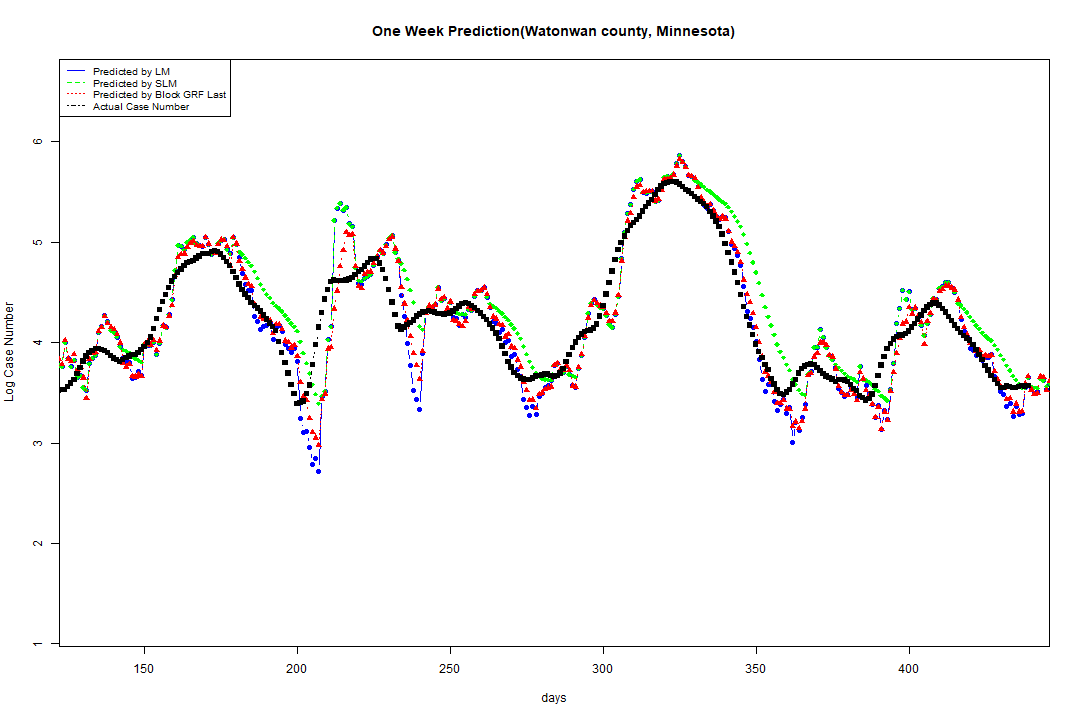 One Week Prediction(Watonwan county, Minnesota)
Predicted by LM
Predicted by SLM
Predicted by Block GRF Last
Actual Case Number
Log Case Number
6
5
4
3
2
1
150 200 250 300 350 400
days